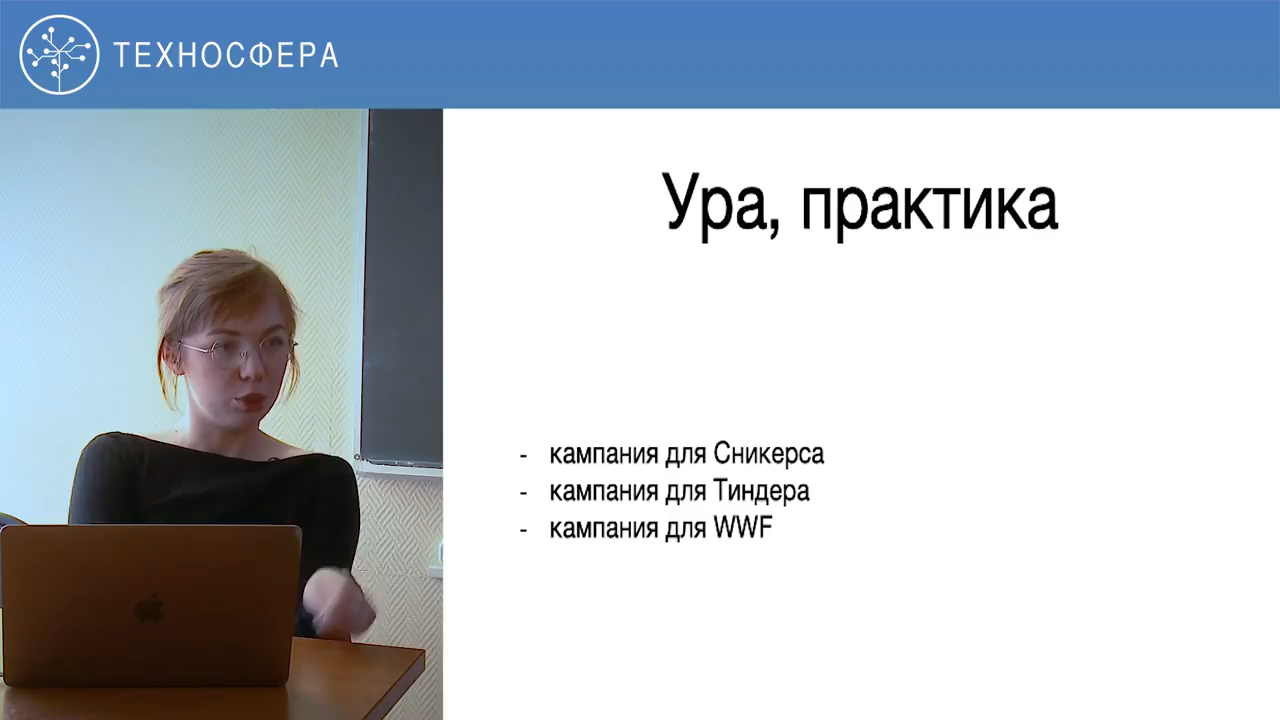 ТЕХНОСФЕРА
Ура, практика
- кампания для Сникерса
- кампания для Тиндера
- кампания для WWF